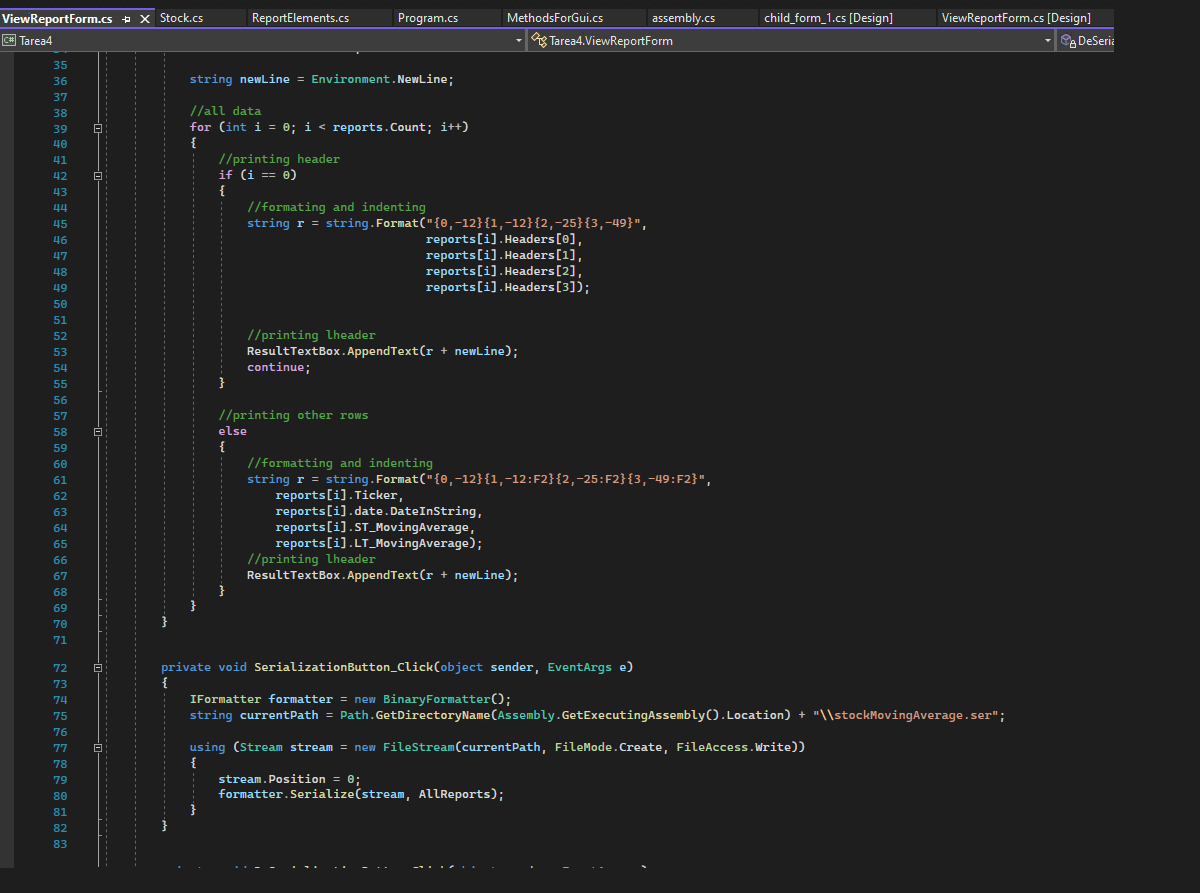 ViewReportForm.cs Stock.cs ReportElements.cs Program.cs MethodsForGui.cs assembly.cs child_form_1.cs [Design] ViewReportForm.cs [Design]
C# Tarea4 Tarea4.ViewReportForm DeSeria
35
36 string newLine = Environment.NewLine;
37
38 //all data
39 for (int i = 0; i < reports.Count; i++)
40 {
41 //printing header
42 if (i == 0)
43 {
44 //formating and indenting
45 string r = string.Format("{0,-12}{1,-12}{2,-25}{3,-49}",
46 reports[i].Headers[0],
47 reports[i].Headers[1],
48 reports[i].Headers[2],
49 reports[i].Headers[3]);
50
51
52 //printing lheader
53 ResultTextBox.AppendText(r + newLine);
54 continue;
55 }
56
57 //printing other rows
58 else
59 {
60 //formatting and indenting
61 string r = string.Format("{0,-12}{1,-12:F2}{2,-25:F2}{3,-49:F2}",
62 reports[i].Ticker,
63 reports[i].date.DateInString,
64 reports[i].ST_MovingAverage,
65 reports[i].LT_MovingAverage);
66 //printing lheader
67 ResultTextBox.AppendText(r + newLine);
68 }
69 }
70 }
71
72 private void SerializationButton_Click(object sender, EventArgs e)
73 {
74 IFormatter formatter = new BinaryFormatter();
75 string currentPath = Path.GetDirectoryName(Assembly.GetExecutingAssembly().Location) + "\\stockMovingAverage.ser";
76
77 using (Stream stream = new FileStream(currentPath, FileMode.Create, FileAccess.Write))
78 {
79 stream.Position = 0;
80 formatter.Serialize(stream, AllReports);
81 }
82 }
83